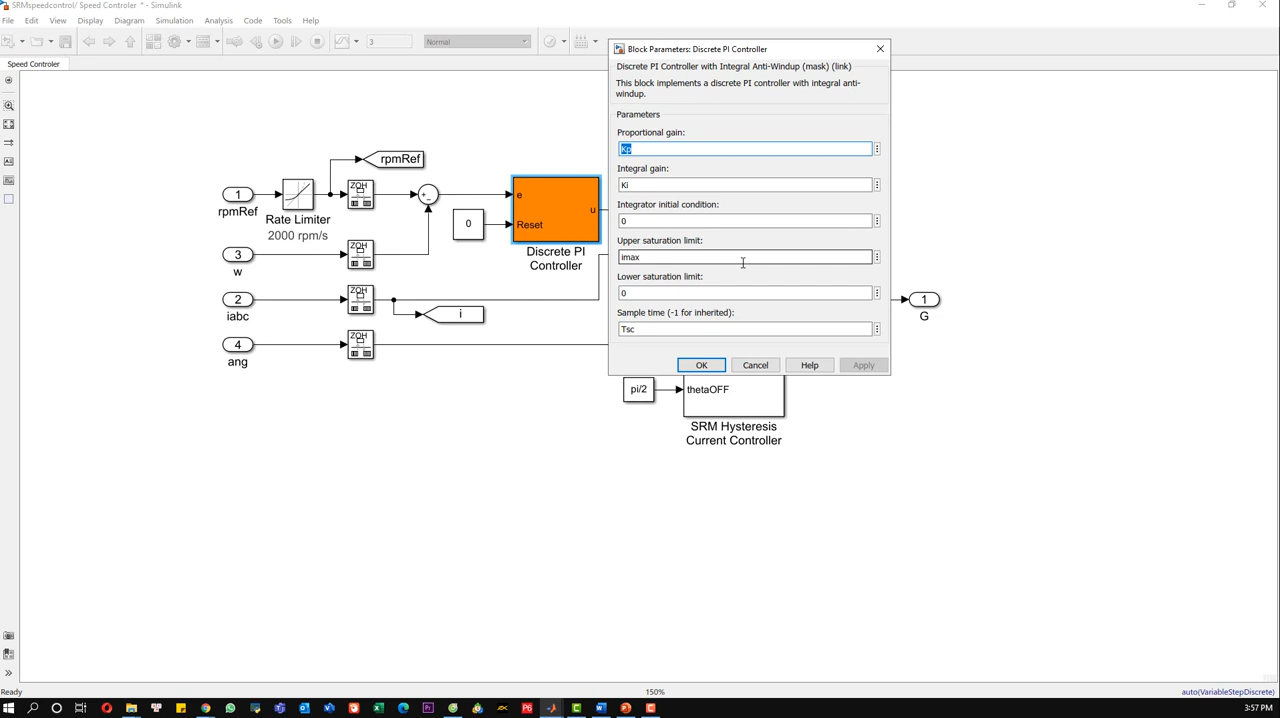 SRMspeedcontrol/ Speed Controler * - Simulink
File Edit View Display Diagram Simulation Analysis Code Tools Help
3
Normal
Speed Controler
Block Parameters: Discrete PI Controller
Discrete PI Controller with Integral Anti-Windup (mask) (link)
This block implements a discrete PI controller with integral anti-
windup.
Parameters
Proportional gain:
Kp
Integral gain:
Ki
Integrator initial condition:
0
Upper saturation limit:
imax
Lower saturation limit:
0
Sample time (-1 for inherited):
Tsc
OK Cancel Help Apply
rpmRef
1
rpmRef
Rate Limiter
2000 rpm/s
ZOH
+
-
0
e
Reset
u
Discrete PI
Controller
3
w
ZOH
2
iabc
ZOH
i
4
ang
ZOH
1
G
pi/2
thetaOFF
SRM Hysteresis
Current Controller
Ready
150%
auto(VariableStepDiscrete)
3:57 PM